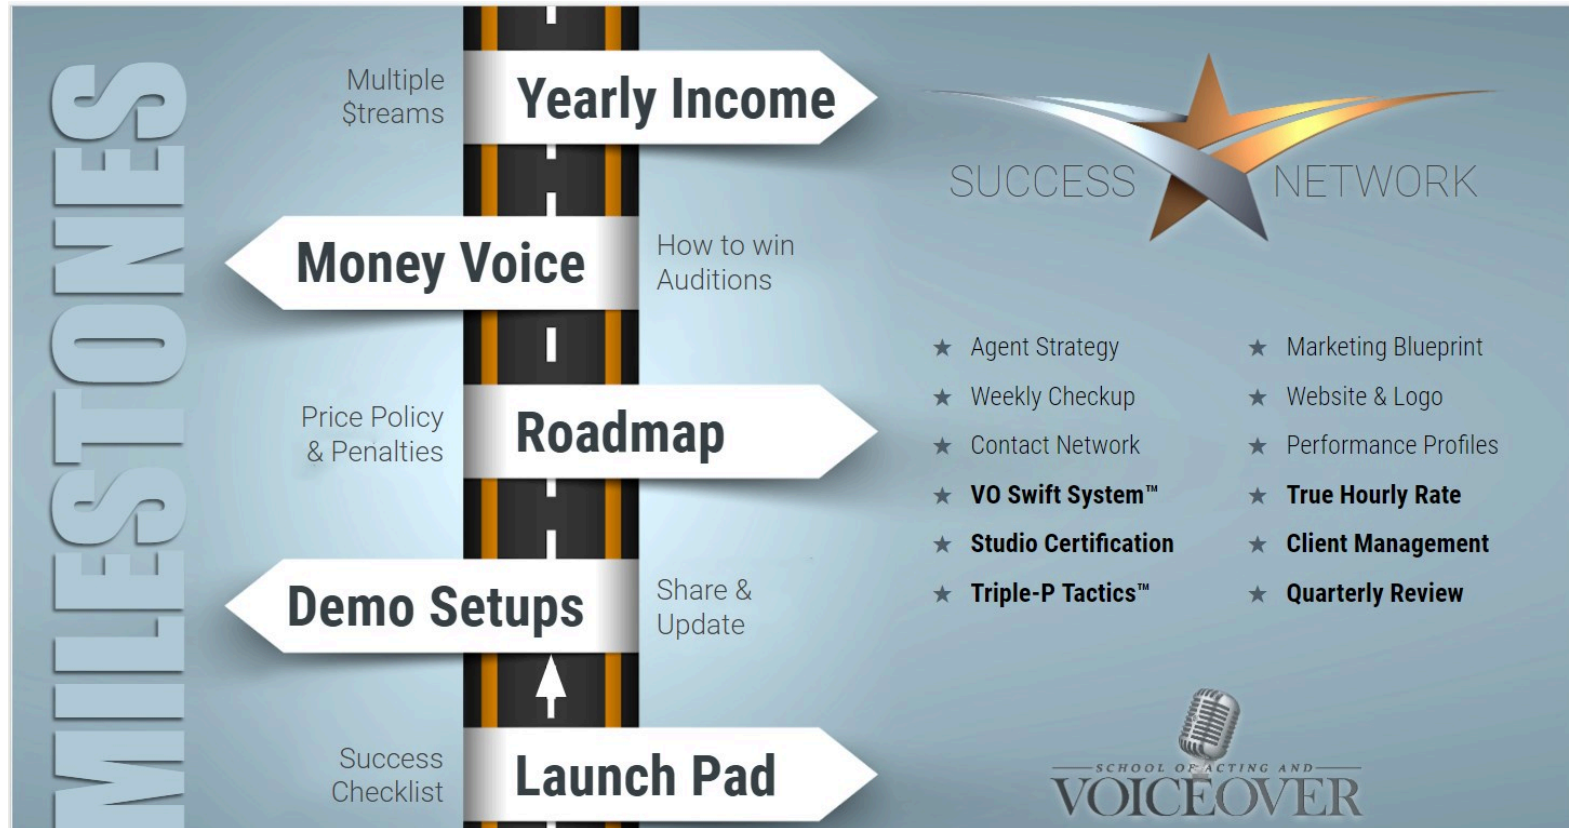 MILESTONES
Multiple
$treams
Yearly Income
Money Voice
How to win
Auditions
Price Policy
& Penalties
Roadmap
Demo Setups
Share &
Update
Success
Checklist
Launch Pad
SUCCESS NETWORK
Agent Strategy
Weekly Checkup
Contact Network
VO Swift System™
Studio Certification
Triple-P Tactics™
Marketing Blueprint
Website & Logo
Performance Profiles
True Hourly Rate
Client Management
Quarterly Review
SCHOOL OF ACTING AND
VOICEOVER